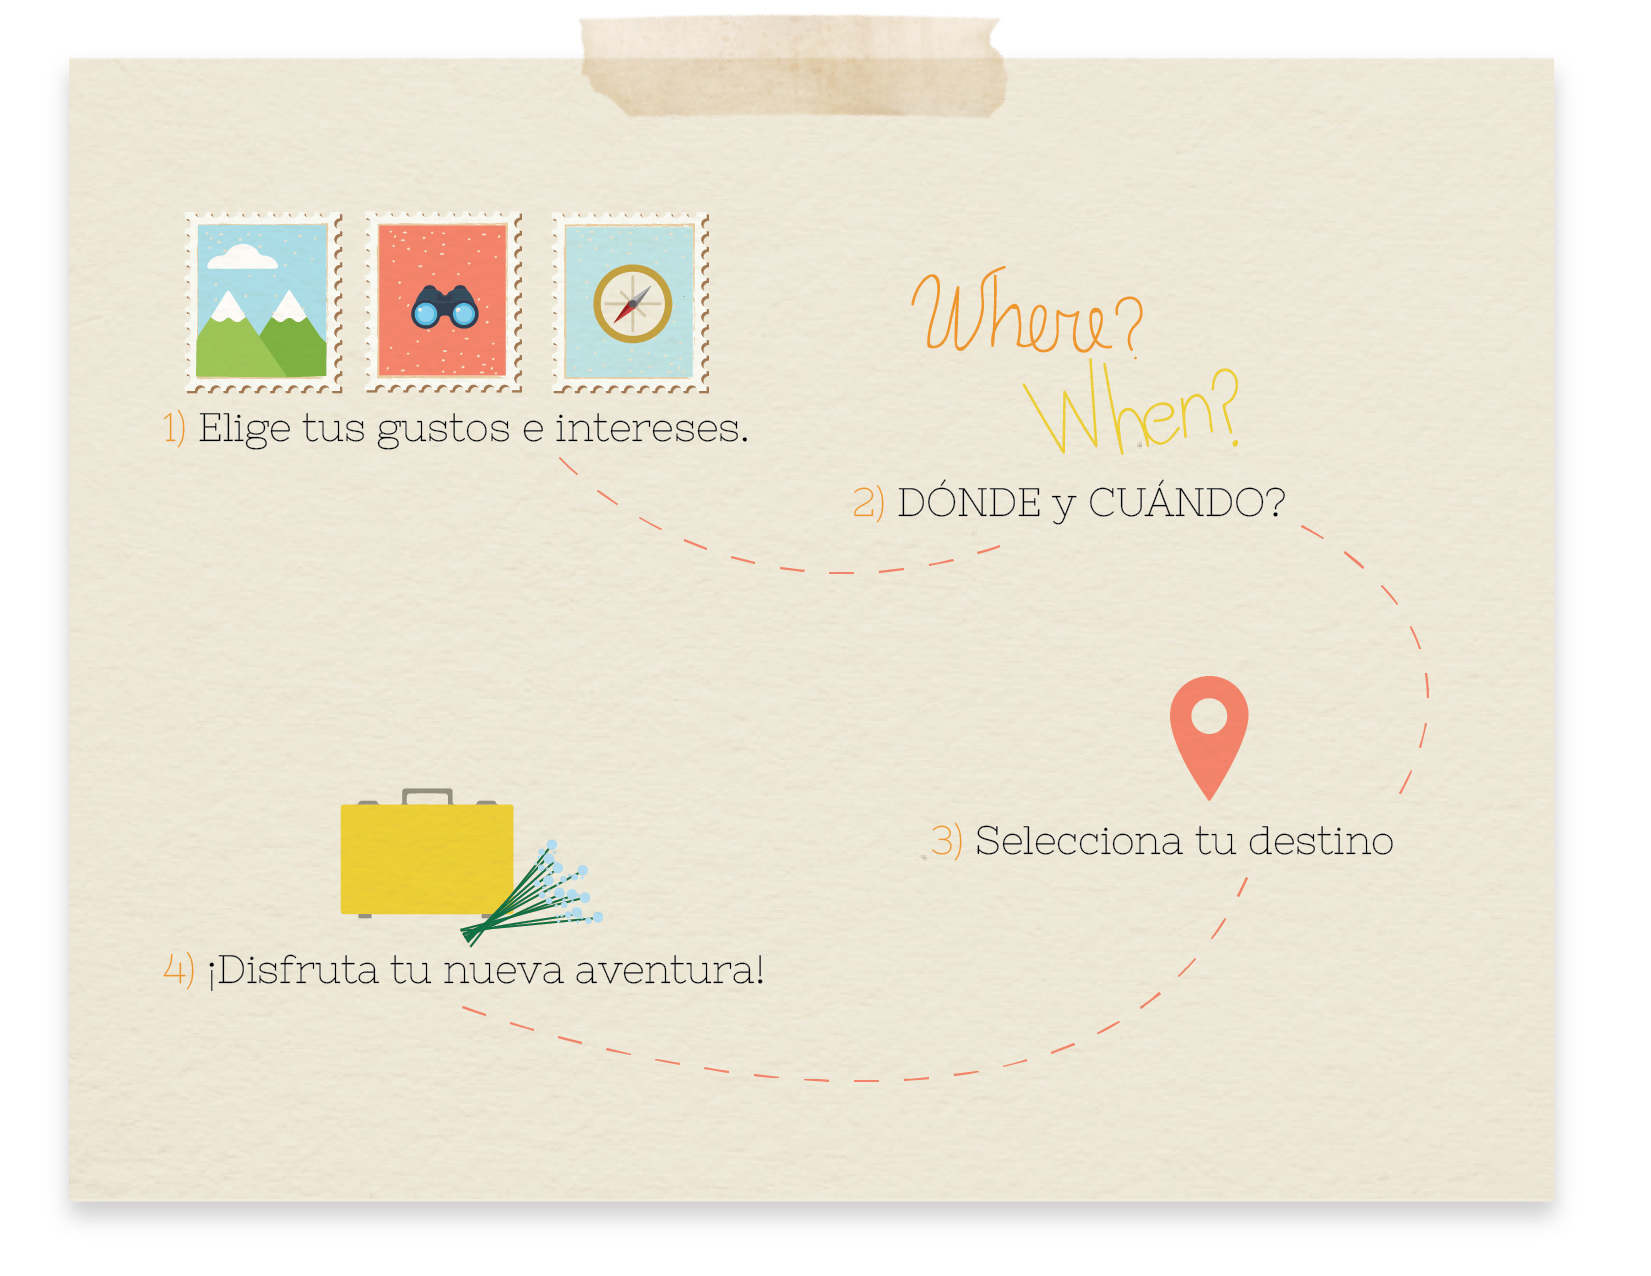 1) Elige tus gustos e intereses.
Where?
When?
2) DÓNDE y CUÁNDO?
3) Selecciona tu destino
4) ¡Disfruta tu nueva aventura!